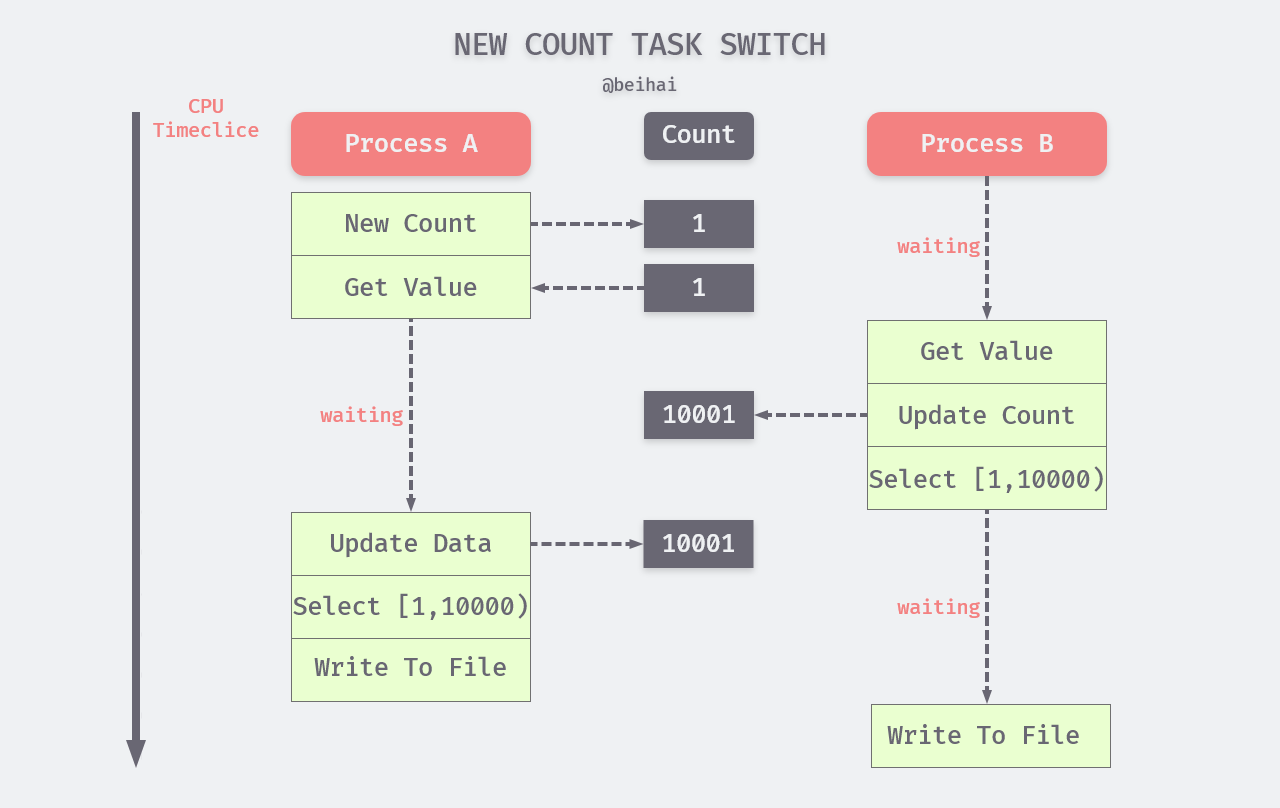 NEW COUNT TASK SWITCH
@beihai
CPU
Timeclice
Process A
Count
Process B
New Count
1
waiting
Get Value
1
Get Value
waiting
10001
Update Count
Select [1,10000)
Update Data
10001
Select [1,10000)
waiting
Write To File
Write To File